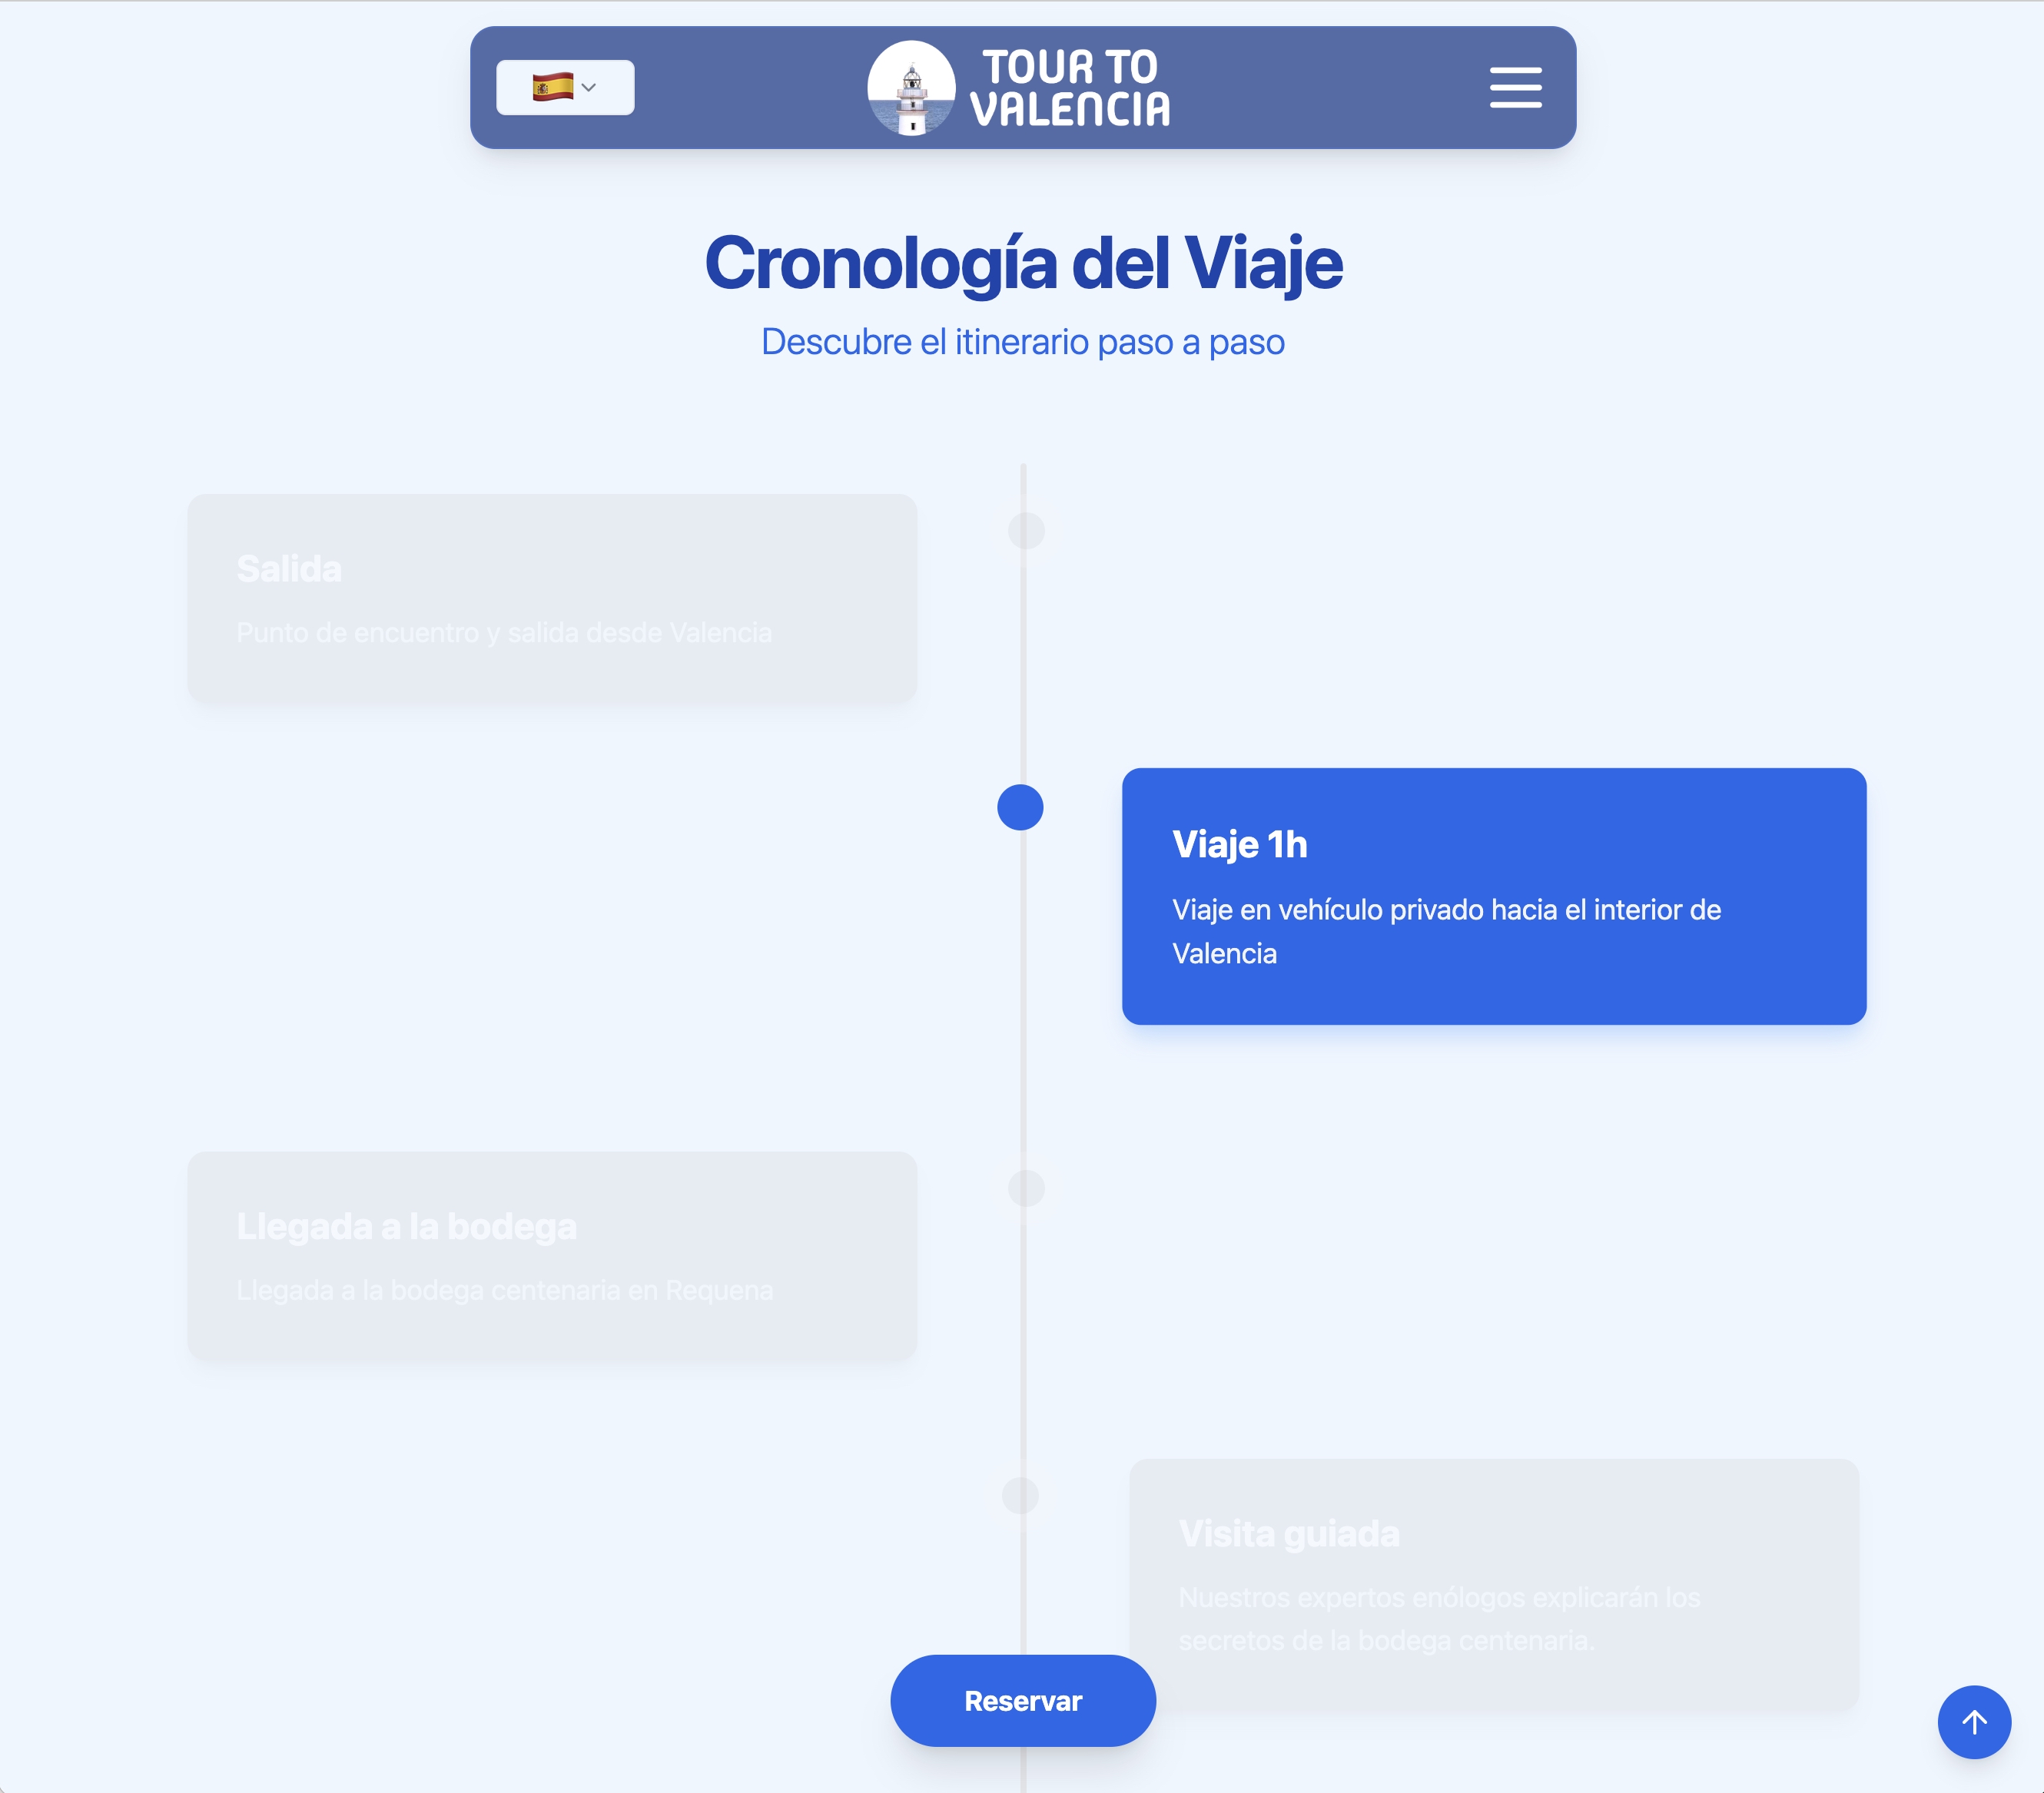 TOUR TO
VALENCIA
Cronología del Viaje
Descubre el itinerario paso a paso
Salida
Punto de encuentro y salida desde Valencia
Viaje 1h
Viaje en vehículo privado hacia el interior de
Valencia
Llegada a la bodega
Llegada a la bodega centenaria en Requena
Visita guiada
Nuestros expertos enólogos explicarán los
secretos de la bodega centenaria.
Reservar